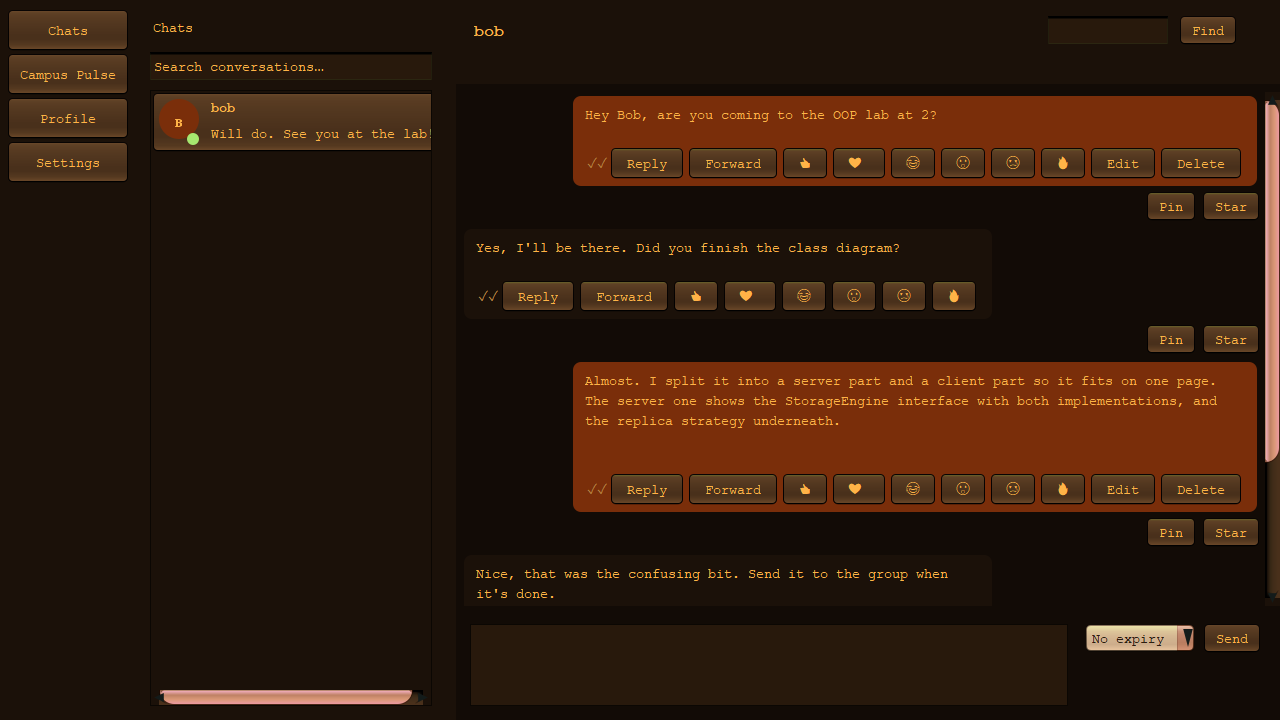 Chats
Campus Pulse
Profile
Settings
Chats
Search conversations…
B
bob
Will do. See you at the lab!
bob
Find
Hey Bob, are you coming to the OOP lab at 2?
✓✓ Reply Forward Edit Delete
Pin Star
Yes, I'll be there. Did you finish the class diagram?
✓✓ Reply Forward
Pin Star
Almost. I split it into a server part and a client part so it fits on one page.
The server one shows the StorageEngine interface with both implementations, and
the replica strategy underneath.
✓✓ Reply Forward Edit Delete
Pin Star
Nice, that was the confusing bit. Send it to the group when
it's done.
No expiry
Send